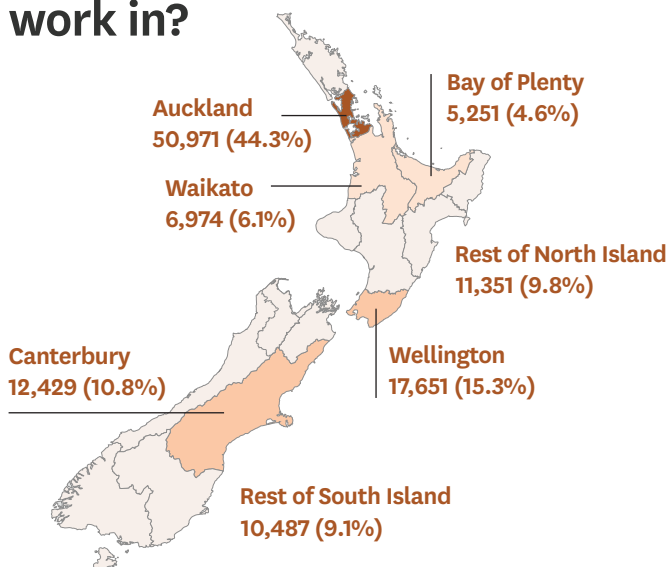 work in?
Bay of Plenty
5,251 (4.6%)
Auckland
50,971 (44.3%)
Waikato
6,974 (6.1%)
Rest of North Island
11,351 (9.8%)
Wellington
17,651 (15.3%)
Canterbury
12,429 (10.8%)
Rest of South Island
10,487 (9.1%)